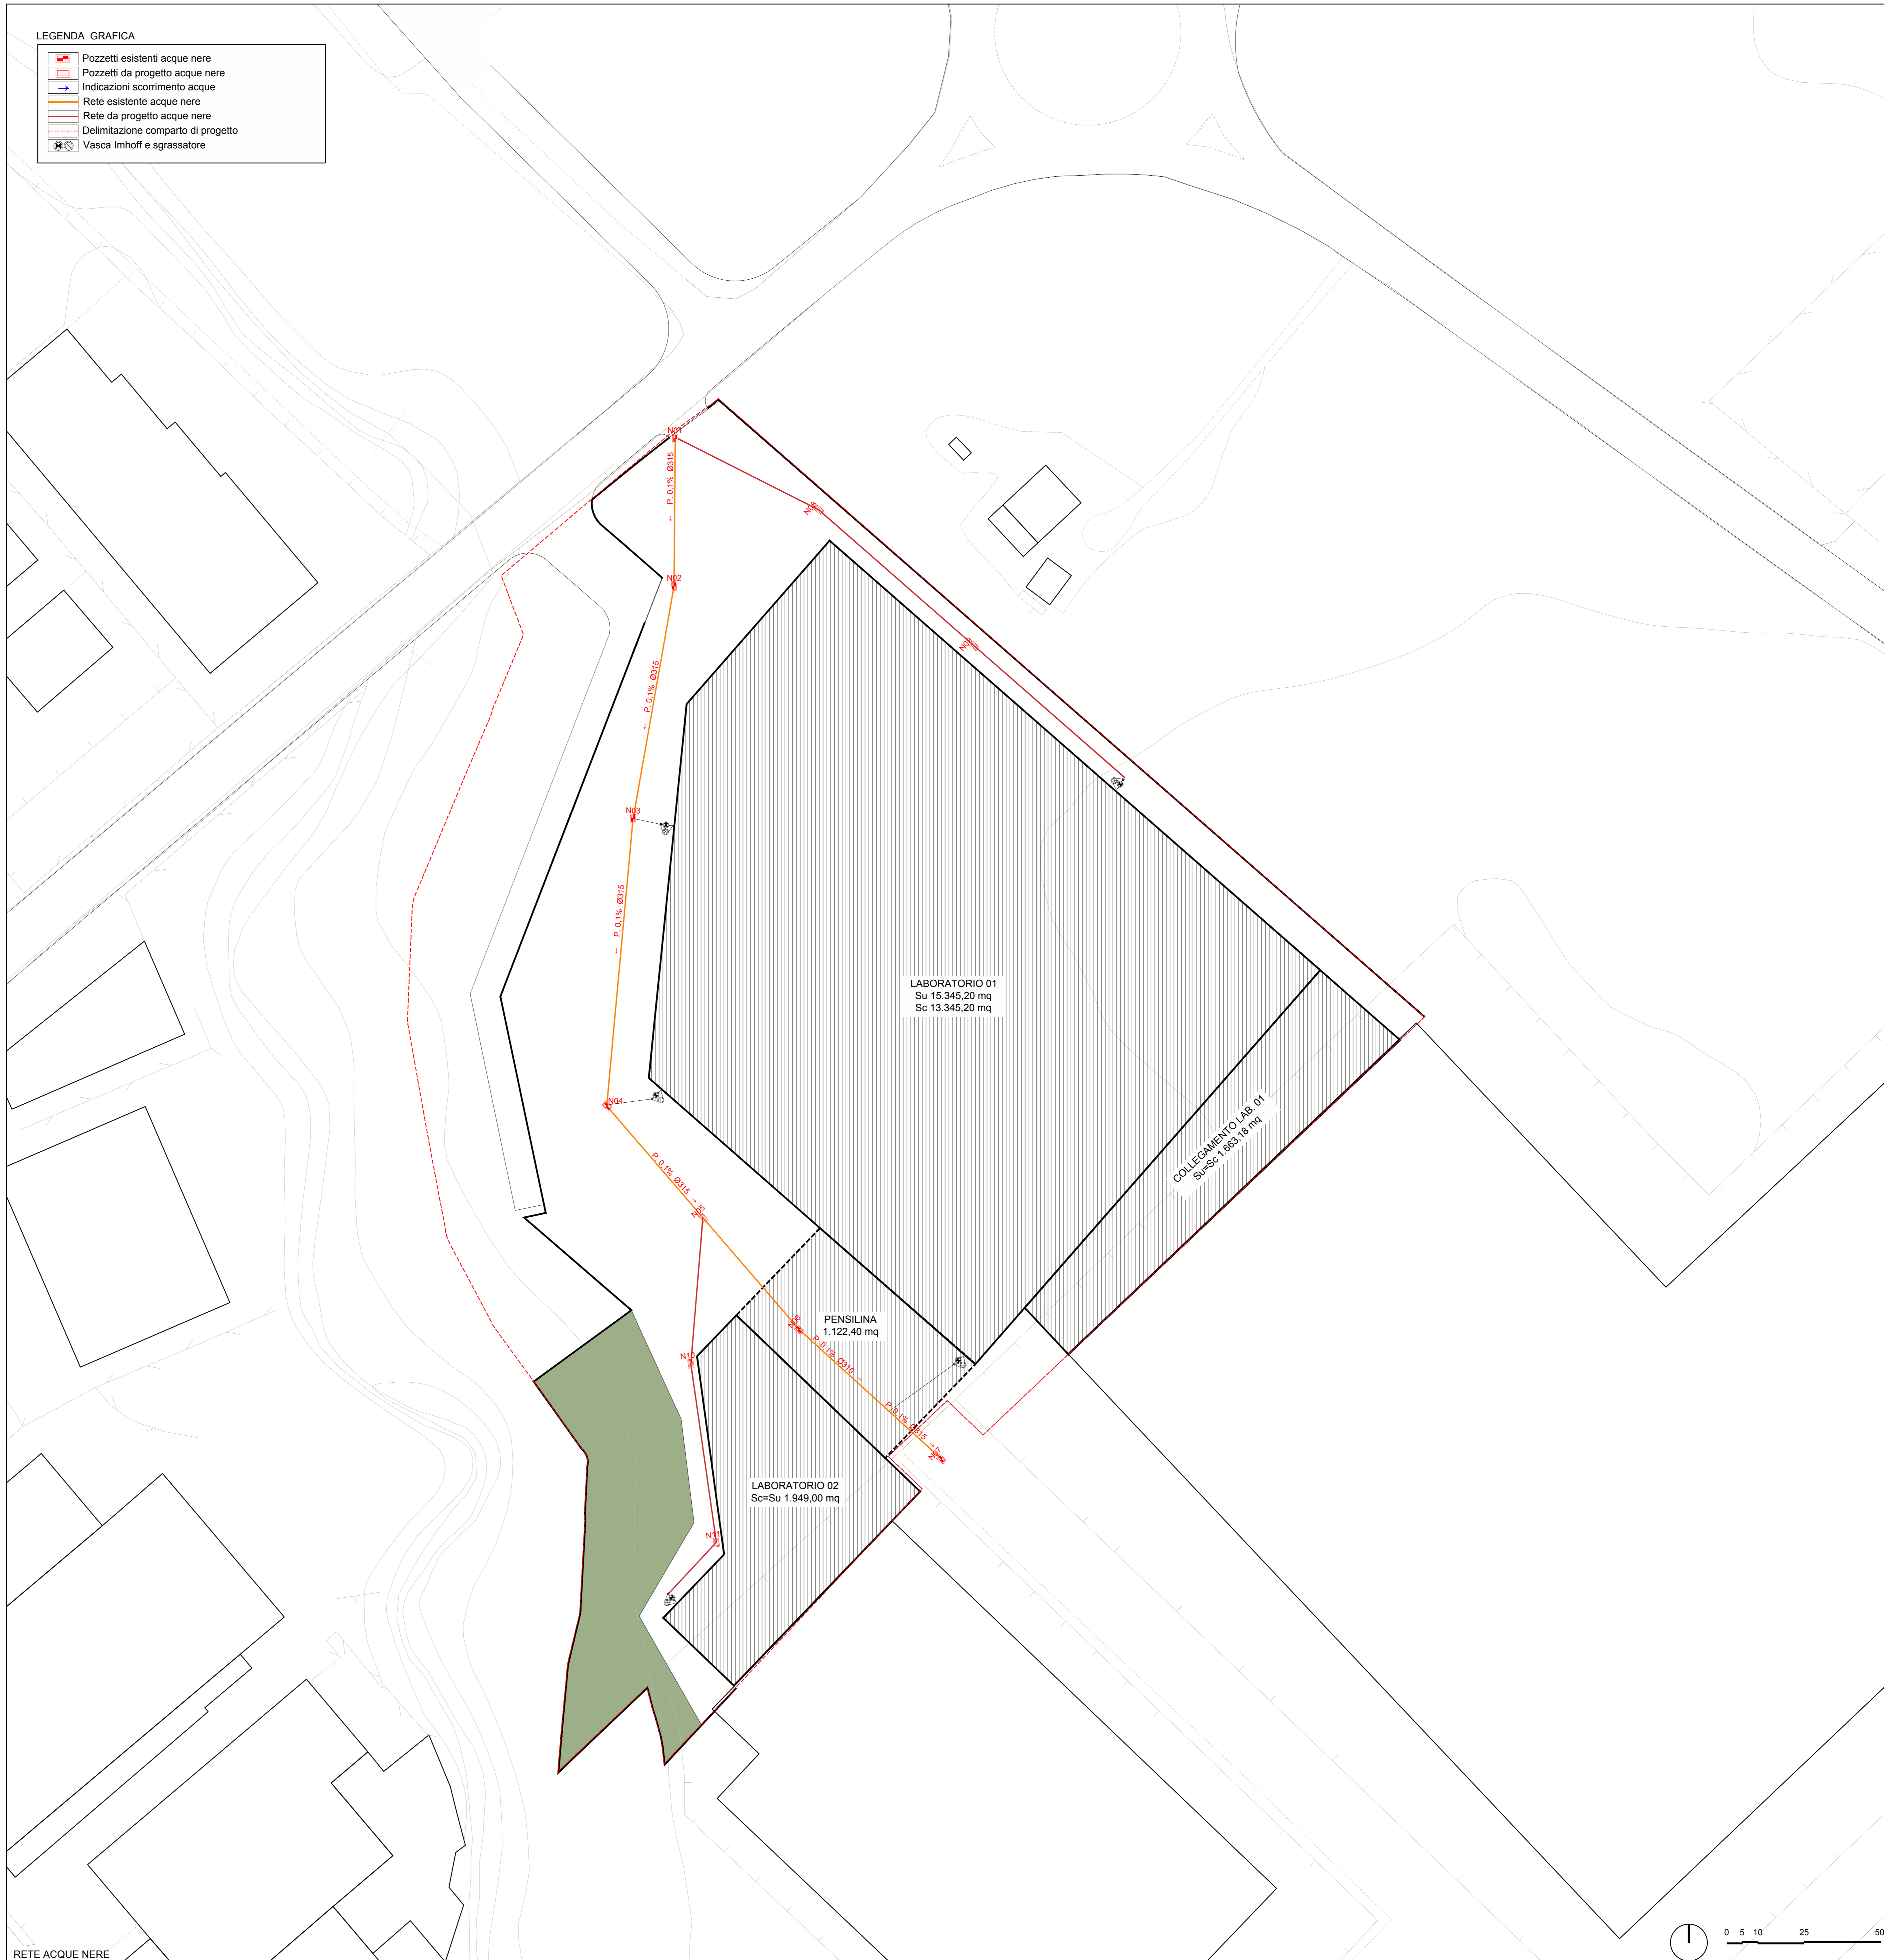 LEGENDA GRAFICA
Pozzetti esistenti acque nere
Pozzetti da progetto acque nere
Indicazioni scorrimento acque
Rete esistente acque nere
Rete da progetto acque nere
Delimitazione comparto di progetto
Vasca Imhoff e sgrassatore
N01
← P. 0,1% Ø315
N08
N02
← P. 0,1% Ø315
N09
N03
← P. 0,1% Ø315
LABORATORIO 01
Su 15.345,20 mq
Sc 13.345,20 mq
N04
COLLEGAMENTO LAB. 01
Su=Sc 1.663,18 mq
P. 0,1% Ø315 →
N05
N06
PENSILINA
1.122,40 mq
P. 0,1% Ø315 →
N10
P. 0,1% Ø315 →
N07
LABORATORIO 02
Sc=Su 1.949,00 mq
N11
0 5 10 25 50
RETE ACQUE NERE